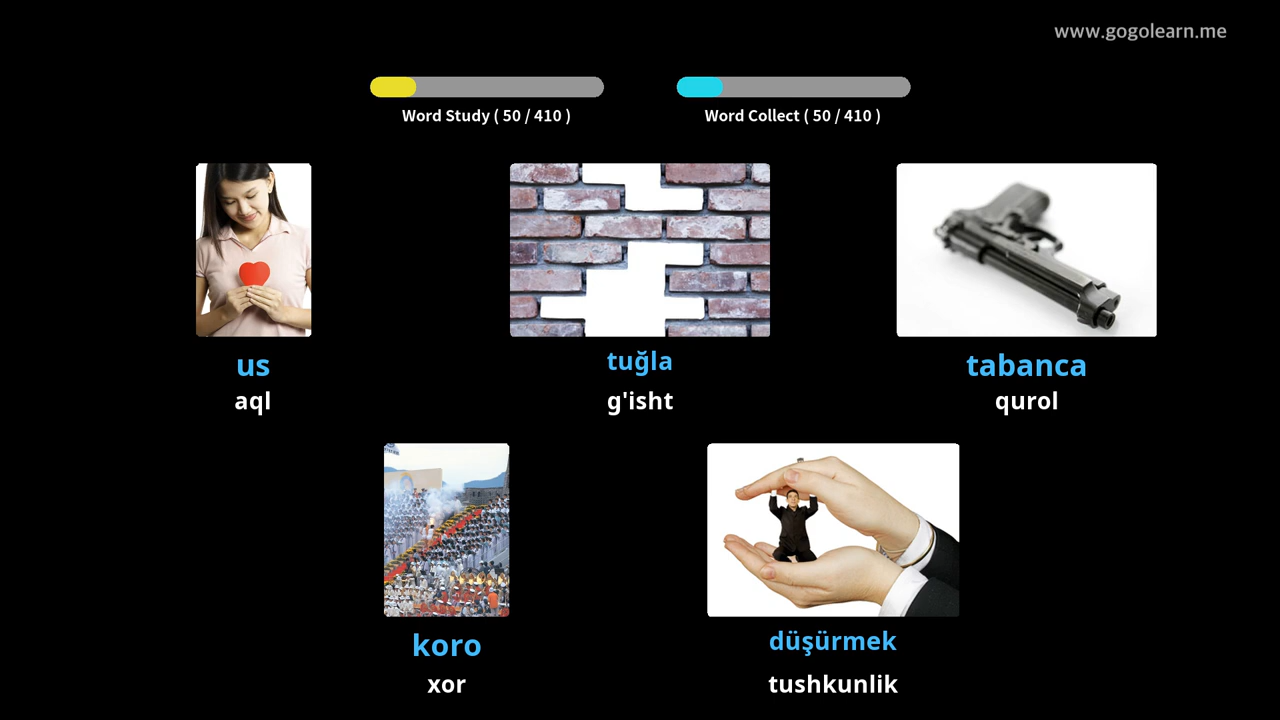 www.gogolearn.me
Word Study ( 50 / 410 )
Word Collect ( 50 / 410 )
us
aql
tuğla
g'isht
tabanca
qurol
koro
xor
düşürmek
tushkunlik